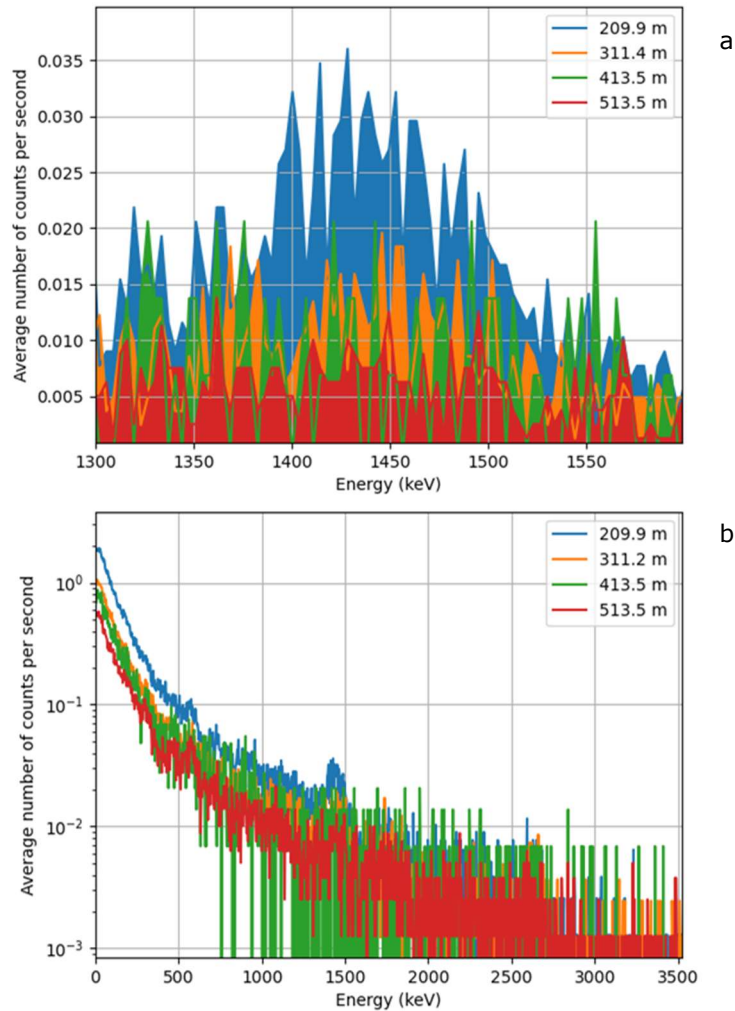 a
209.9 m
311.4 m
413.5 m
513.5 m
Average number of counts per second
0.035
0.030
0.025
0.020
0.015
0.010
0.005
1300
1350
1400
1450
1500
1550
Energy (keV)
b
209.9 m
311.2 m
413.5 m
513.5 m
Average number of counts per second
10⁰
10⁻¹
10⁻²
10⁻³
0
500
1000
1500
2000
2500
3000
3500
Energy (keV)